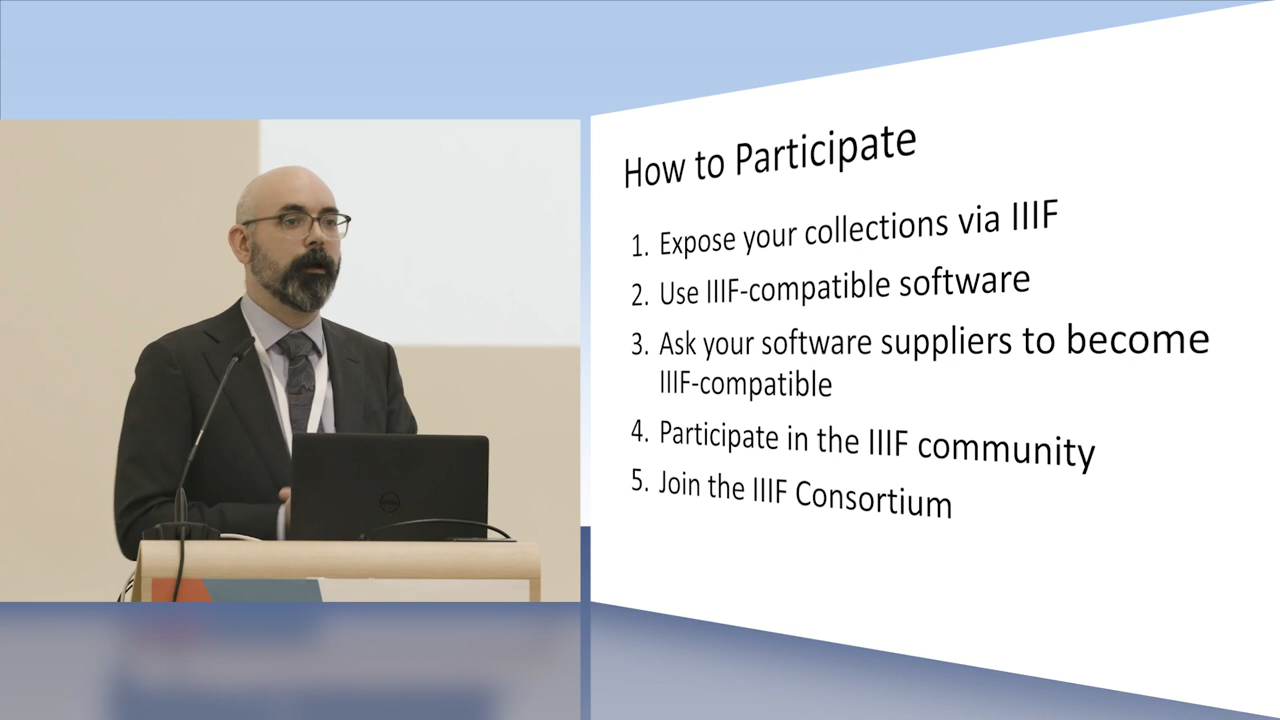 How to Participate
1. Expose your collections via IIIF
2. Use IIIF-compatible software
3. Ask your software suppliers to become
IIIF-compatible
4. Participate in the IIIF community
5. Join the IIIF Consortium
DELL